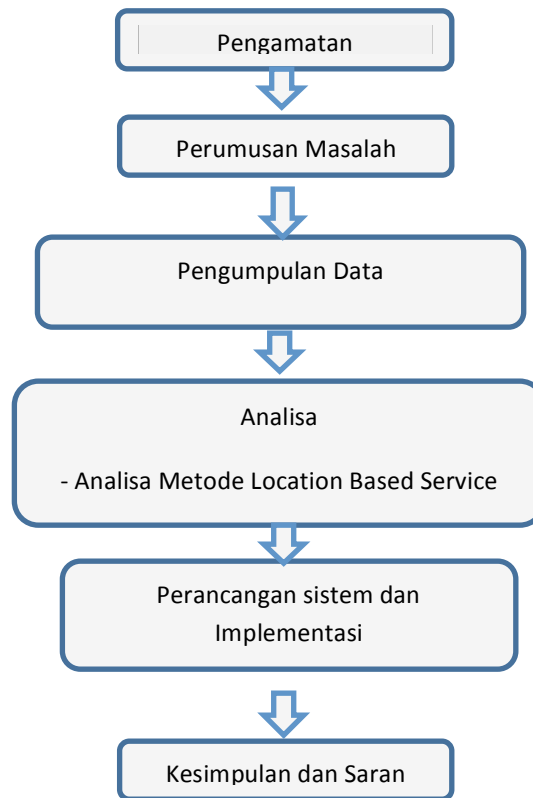 Pengamatan
Perumusan Masalah
Pengumpulan Data
Analisa
- Analisa Metode Location Based Service
Perancangan sistem dan
Implementasi
Kesimpulan dan Saran